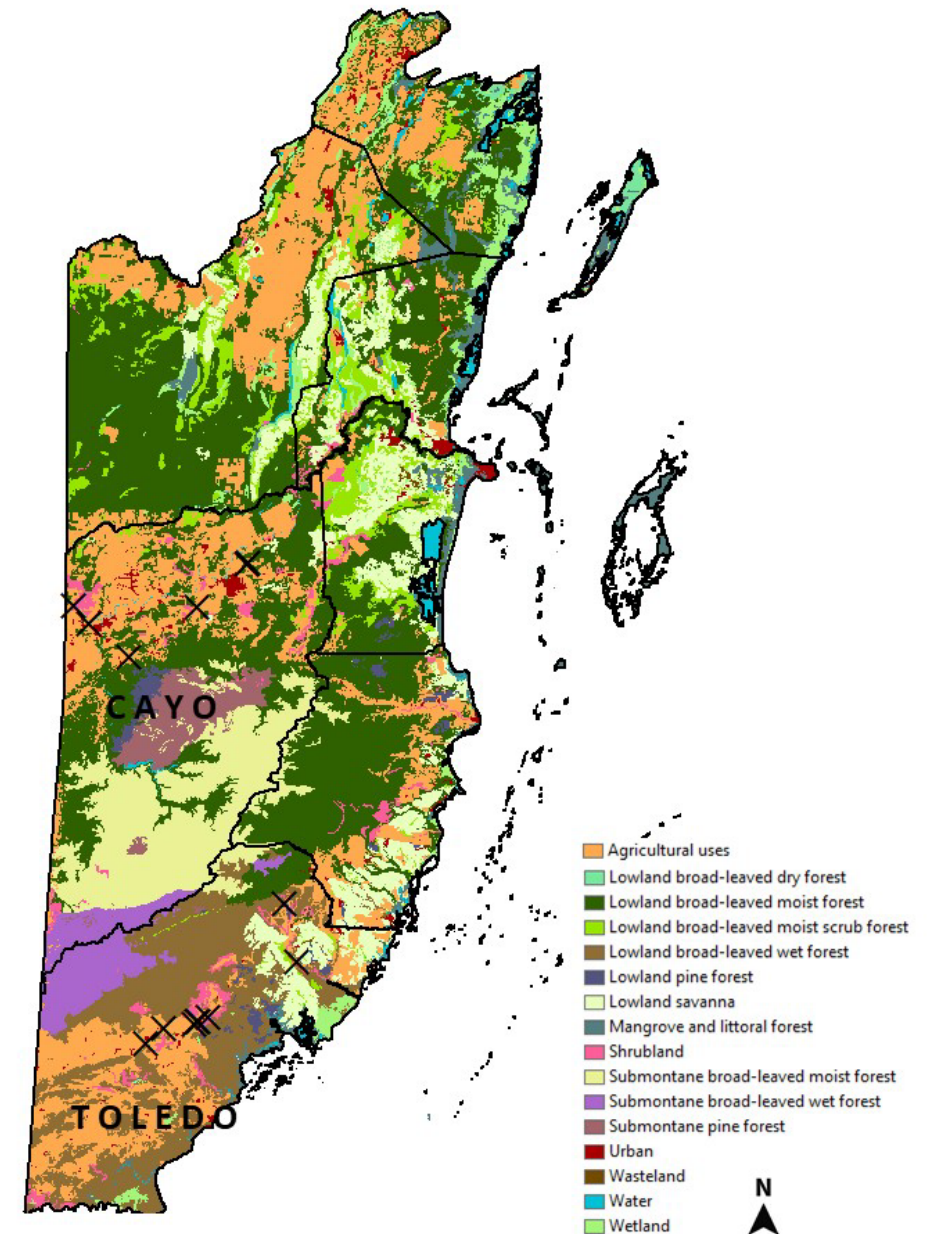 CAYO
TOLEDO
Agricultural uses
Lowland broad-leaved dry forest
Lowland broad-leaved moist forest
Lowland broad-leaved moist scrub forest
Lowland broad-leaved wet forest
Lowland pine forest
Lowland savanna
Mangrove and littoral forest
Shrubland
Submontane broad-leaved moist forest
Submontane broad-leaved wet forest
Submontane pine forest
Urban
Wasteland
Water
Wetland
N